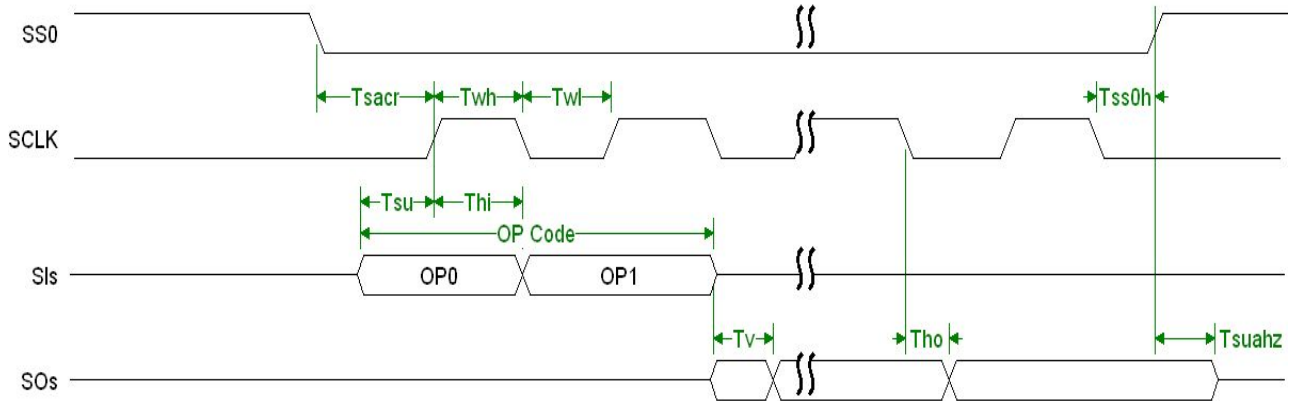 SS0
Tsacr Twh Twl Tss0h
SCLK
Tsu Thi
OP Code
SIs OP0 OP1
Tv Tho Tsuahz
SOs